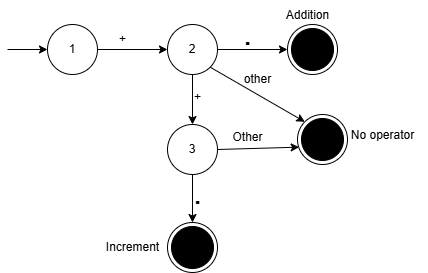 Addition
1
+
2
.
other
+
3
Other
No operator
.
Increment